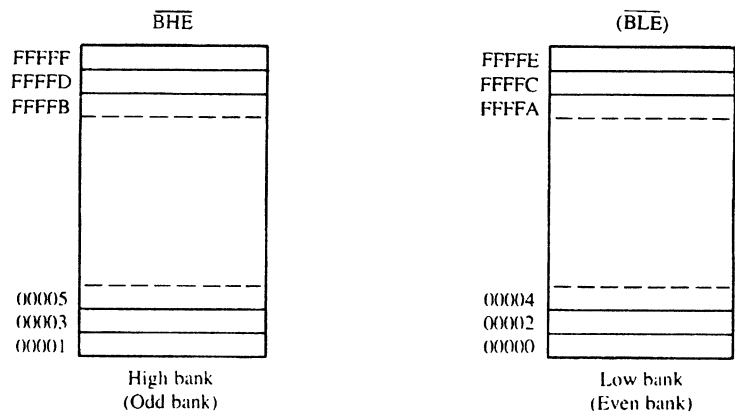 BHE
FFFFF
FFFFD
FFFFB
00005
00003
00001
High bank
(Odd bank)
(BLE)
FFFFE
FFFFC
FFFFA
00004
00002
00000
Low bank
(Even bank)